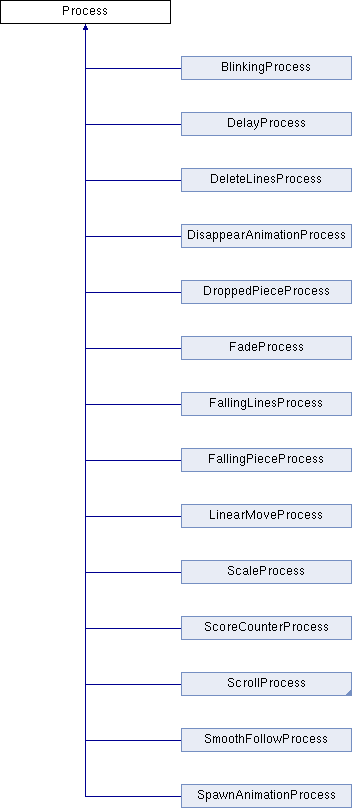 Process
BlinkingProcess
DelayProcess
DeleteLinesProcess
DisappearAnimationProcess
DroppedPieceProcess
FadeProcess
FallingLinesProcess
FallingPieceProcess
LinearMoveProcess
ScaleProcess
ScoreCounterProcess
ScrollProcess
SmoothFollowProcess
SpawnAnimationProcess